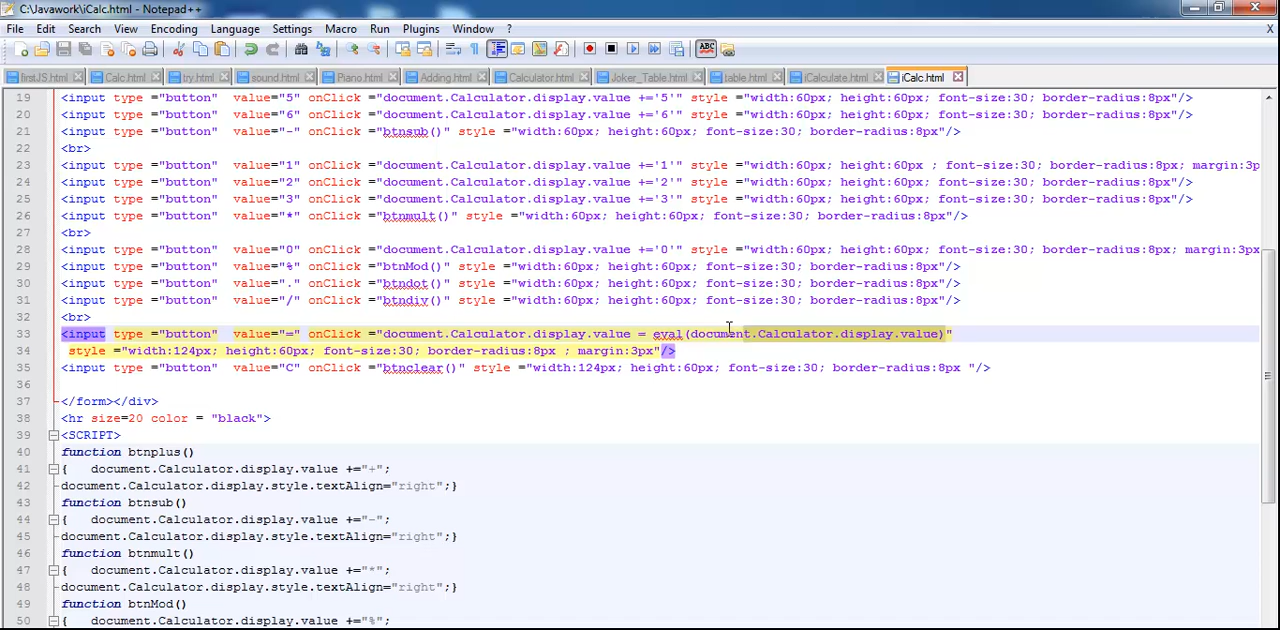 C:\Javawork\iCalc.html - Notepad++
File Edit Search View Encoding Language Settings Macro Run Plugins Window ? X
firstJS.html Calc.html try.html sound.html Piano.html Adding.html Calculator.html Joker_Table.html table.html iCalculate.html iCalc.html
19 <input type ="button"  value="5" onClick ="document.Calculator.display.value +='5'" style ="width:60px; height:60px; font-size:30; border-radius:8px"/>
20 <input type ="button"  value="6" onClick ="document.Calculator.display.value +='6'" style ="width:60px; height:60px; font-size:30; border-radius:8px"/>
21 <input type ="button"  value="-" onClick ="btnsub()" style ="width:60px; height:60px; font-size:30; border-radius:8px"/>
22 <br>
23 <input type ="button"  value="1" onClick ="document.Calculator.display.value +='1'" style ="width:60px; height:60px ; font-size:30; border-radius:8px; margin:3p
24 <input type ="button"  value="2" onClick ="document.Calculator.display.value +='2'" style ="width:60px; height:60px; font-size:30; border-radius:8px"/>
25 <input type ="button"  value="3" onClick ="document.Calculator.display.value +='3'" style ="width:60px; height:60px; font-size:30; border-radius:8px"/>
26 <input type ="button"  value="*" onClick ="btnmult()" style ="width:60px; height:60px; font-size:30; border-radius:8px"/>
27 <br>
28 <input type ="button"  value="0" onClick ="document.Calculator.display.value +='0'" style ="width:60px; height:60px; font-size:30; border-radius:8px; margin:3px
29 <input type ="button"  value="%" onClick ="btnMod()" style ="width:60px; height:60px; font-size:30; border-radius:8px"/>
30 <input type ="button"  value="." onClick ="btndot()" style ="width:60px; height:60px; font-size:30; border-radius:8px"/>
31 <input type ="button"  value="/" onClick ="btndiv()" style ="width:60px; height:60px; font-size:30; border-radius:8px"/>
32 <br>
33 <input type ="button"  value="=" onClick ="document.Calculator.display.value = eval(document.Calculator.display.value)"
34 style ="width:124px; height:60px; font-size:30; border-radius:8px ; margin:3px"/>
35 <input type ="button"  value="C" onClick ="btnclear()" style ="width:124px; height:60px; font-size:30; border-radius:8px "/>
36
37 </form></div>
38 <hr size=20 color = "black">
39 <SCRIPT>
40 function btnplus()
41 {   document.Calculator.display.value +="+";
42 document.Calculator.display.style.textAlign="right";}
43 function btnsub()
44 {   document.Calculator.display.value +="-";
45 document.Calculator.display.style.textAlign="right";}
46 function btnmult()
47 {   document.Calculator.display.value +="*";
48 document.Calculator.display.style.textAlign="right";}
49 function btnMod()
50 {   document.Calculator.display.value +="%";